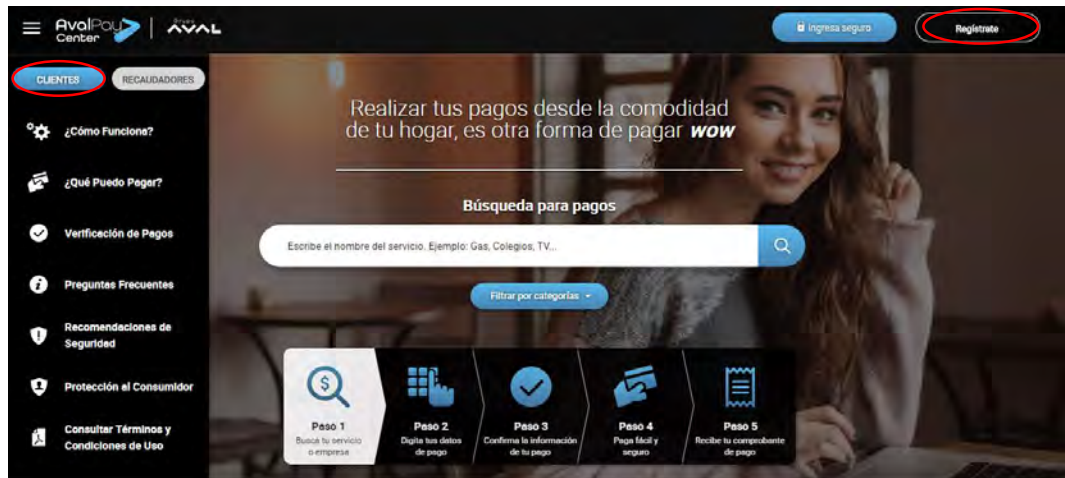 AvalPay
Center
Grupo
AVAL
Ingresa seguro
Regístrate
CLIENTES
RECAUDADORES
¿Cómo Funciona?
¿Qué Puedo Pagar?
Verificación de Pagos
Preguntas Frecuentes
Recomendaciones de
Seguridad
Protección al Consumidor
Consultar Términos y
Condiciones de Uso
Realizar tus pagos desde la comodidad
de tu hogar, es otra forma de pagar wow
Búsqueda para pagos
Escribe el nombre del servicio. Ejemplo: Gas, Colegios, TV...
Filtrar por categorías
Paso 1
Busca tu servicio
o empresa
Paso 2
Digita tus datos
de pago
Paso 3
Confirma la información
de tu pago
Paso 4
Paga fácil y
seguro
Paso 5
Recibe tu comprobante
de pago